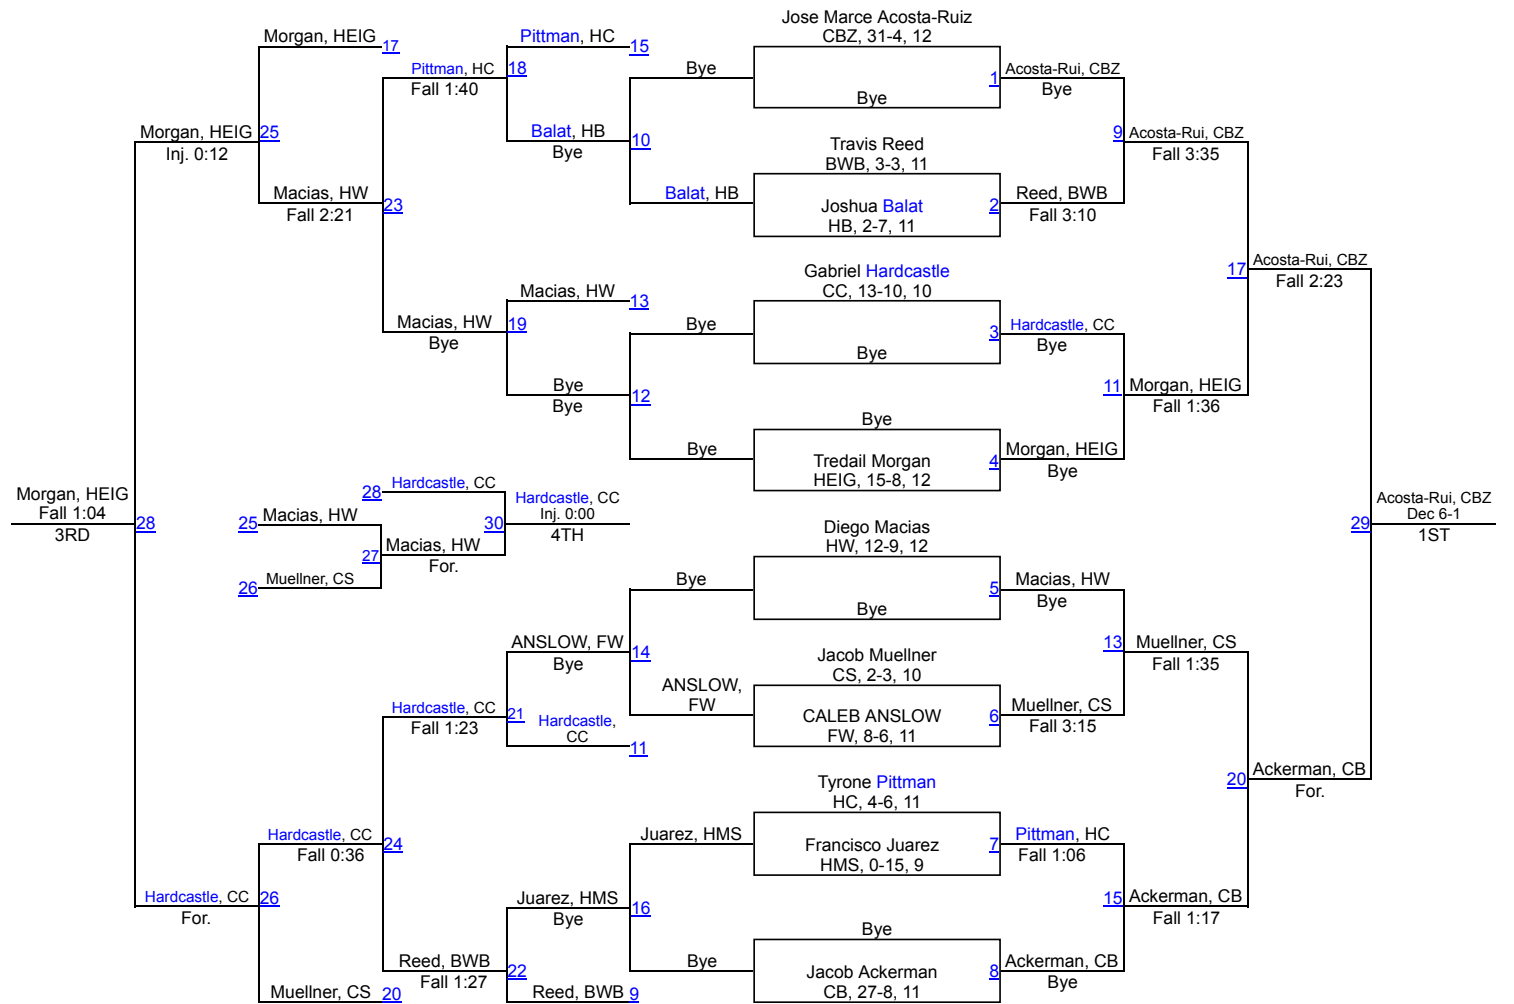 Jose Marce Acosta-Ruiz
CBZ, 31-4, 12
Morgan, HEIG
17
Pittman, HC
15
Pittman, HC
18
Fall 1:40
Bye
1
Acosta-Rui, CBZ
Bye
Bye
Morgan, HEIG
25
Inj. 0:12
Balat, HB
10
Bye
Travis Reed
BWB, 3-3, 11
9
Acosta-Rui, CBZ
Fall 3:35
Macias, HW
23
Fall 2:21
Balat, HB
Joshua Balat
HB, 2-7, 11
2
Reed, BWB
Fall 3:10
Gabriel Hardcastle
CC, 13-10, 10
17
Acosta-Rui, CBZ
Fall 2:23
Macias, HW
13
Macias, HW
19
Bye
Bye
Bye
3
Hardcastle, CC
Bye
Bye
12
Bye
11
Morgan, HEIG
Fall 1:36
Bye
Bye
Tredail Morgan
HEIG, 15-8, 12
4
Morgan, HEIG
Bye
Morgan, HEIG
Fall 1:04
28
3RD
28
Hardcastle, CC
25
Macias, HW
27
Macias, HW
For.
26
Muellner, CS
30
Hardcastle, CC
Inj. 0:00
4TH
Diego Macias
HW, 12-9, 12
29
Acosta-Rui, CBZ
Dec 6-1
1ST
Bye
Bye
5
Macias, HW
Bye
ANSLOW, FW
14
Bye
Jacob Muellner
CS, 2-3, 10
13
Muellner, CS
Fall 1:35
ANSLOW,
FW
CALEB ANSLOW
FW, 8-6, 11
6
Muellner, CS
Fall 3:15
Hardcastle, CC
21
Fall 1:23
Hardcastle,
CC
11
Tyrone Pittman
HC, 4-6, 11
20
Ackerman, CB
For.
Juarez, HMS
Francisco Juarez
HMS, 0-15, 9
7
Pittman, HC
Fall 1:06
Hardcastle, CC
24
Fall 0:36
Hardcastle, CC
26
For.
Juarez, HMS
16
Bye
15
Ackerman, CB
Fall 1:17
Bye
Bye
Jacob Ackerman
CB, 27-8, 11
8
Ackerman, CB
Bye
Reed, BWB
22
Fall 1:27
Muellner, CS
20
Reed, BWB
9